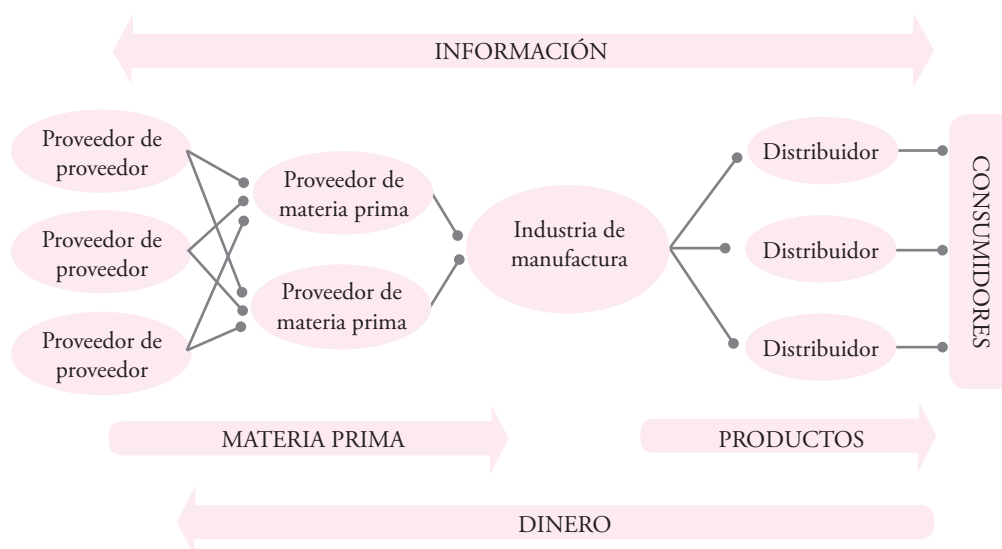 INFORMACIÓN
Proveedor de
proveedor
Proveedor de
proveedor
Proveedor de
proveedor
Proveedor de
materia prima
Proveedor de
materia prima
Industria de
manufactura
Distribuidor
Distribuidor
Distribuidor
CONSUMIDORES
MATERIA PRIMA
PRODUCTOS
DINERO